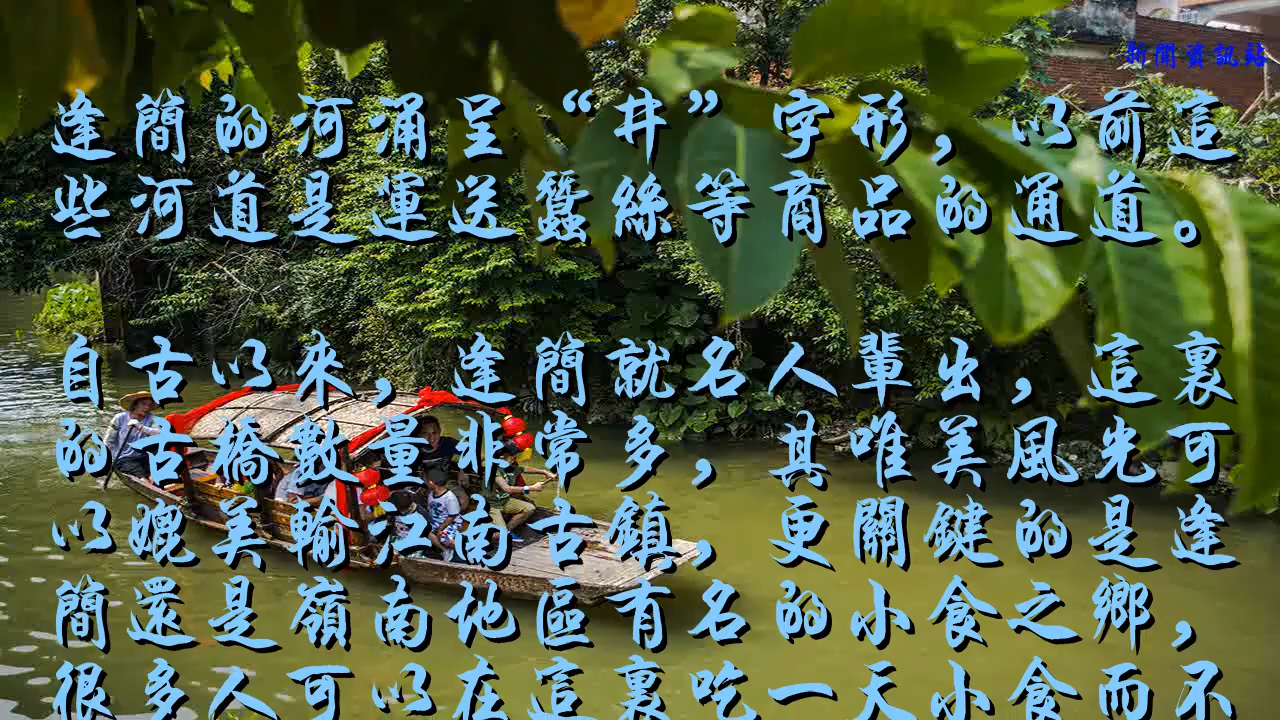 新聞資訊站
逢簡的河涌呈“井”字形，以前這
些河道是運送蠶絲等商品的通道。
自古以來，逢簡就名人輩出，這裏
的古橋數量非常多，其唯美風光可
以媲美輸江南古鎮，更關鍵的是逢
簡還是嶺南地區有名的小食之鄉，
很多人可以在這裏吃一天小食而不